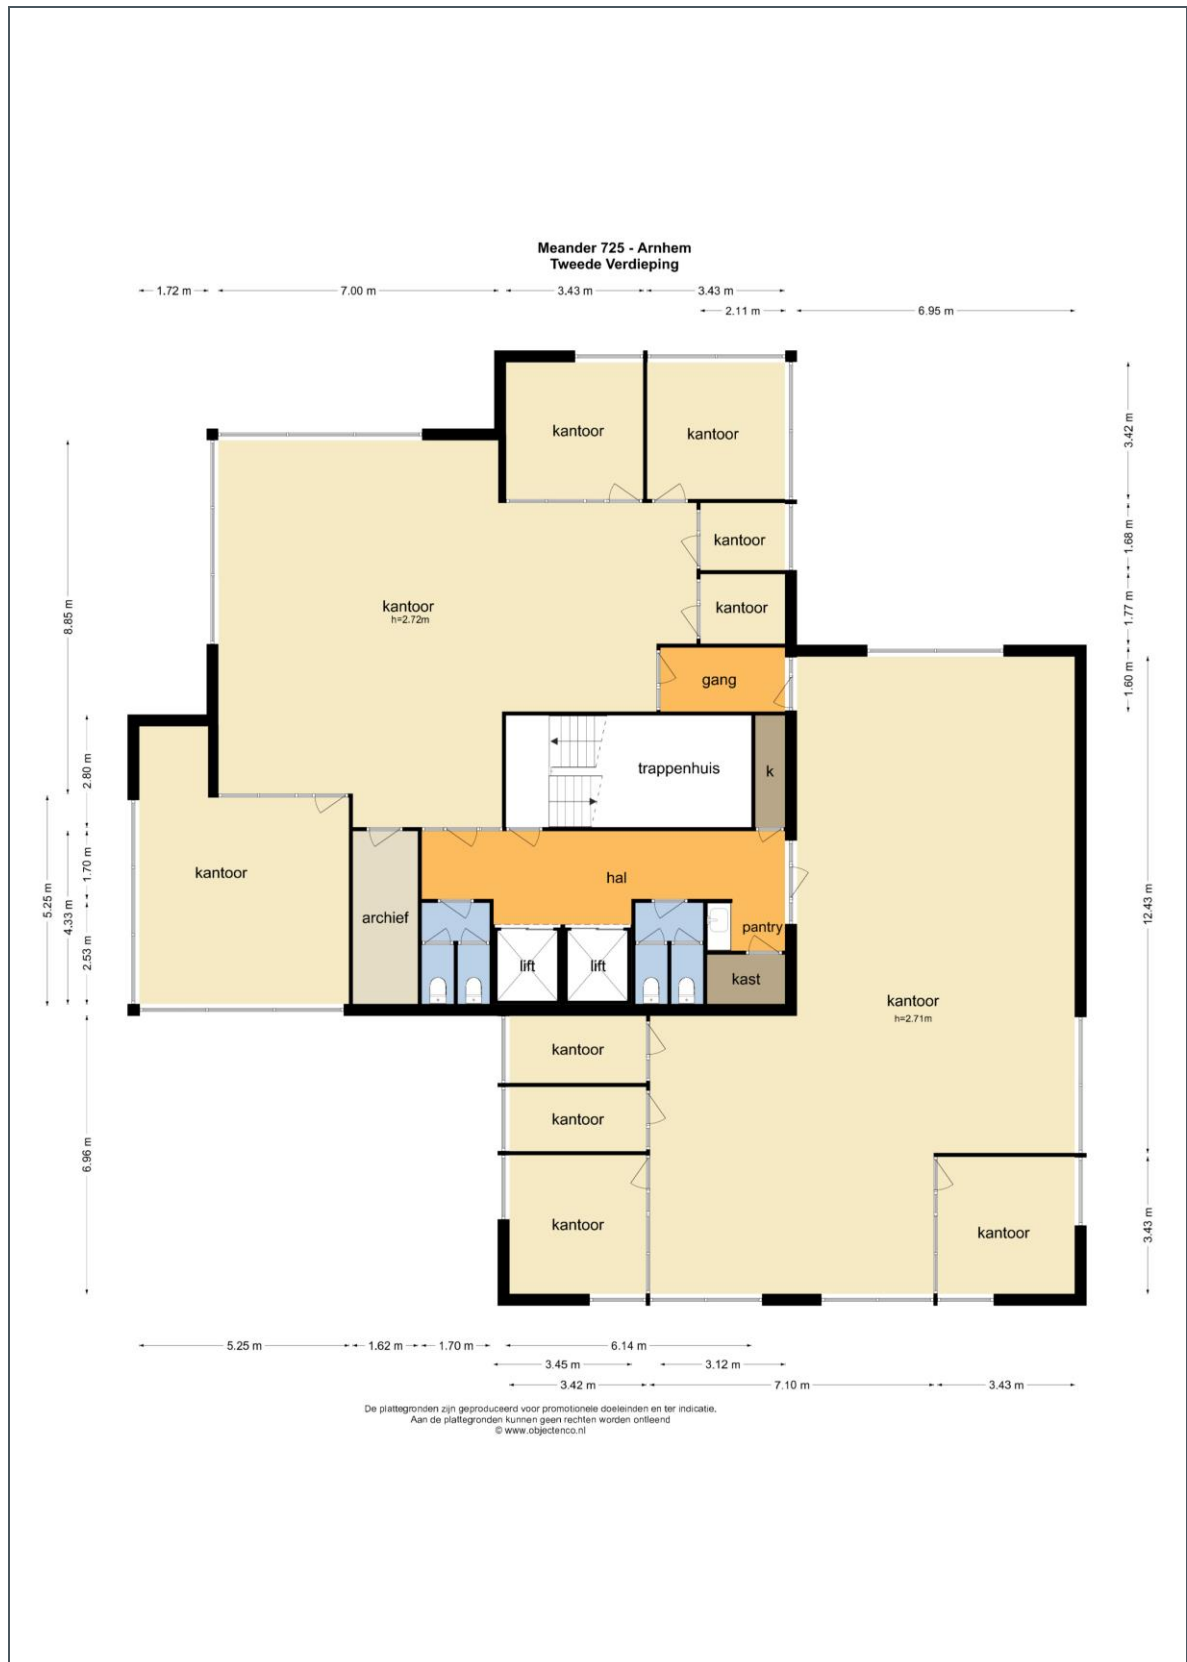 Meander 725 - Arnhem
Tweede Verdieping
1.72 m
7.00 m
3.43 m
3.43 m
2.11 m
6.95 m
kantoor
kantoor
3.42 m
kantoor
1.68 m
kantoor
h=2.72m
kantoor
1.77 m
8.85 m
gang
1.60 m
trappenhuis
k
2.80 m
kantoor
hal
1.70 m
5.25 m
4.33 m
archief
pantry
12.43 m
2.53 m
lift
lift
kast
kantoor
h=2.71m
kantoor
kantoor
6.96 m
kantoor
kantoor
3.43 m
5.25 m
1.62 m
1.70 m
6.14 m
3.45 m
3.12 m
3.42 m
7.10 m
3.43 m
De plattegronden zijn geproduceerd voor promotionele doeleinden en ter indicatie.
Aan de plattegronden kunnen geen rechten worden ontleend
© www.objectenco.nl